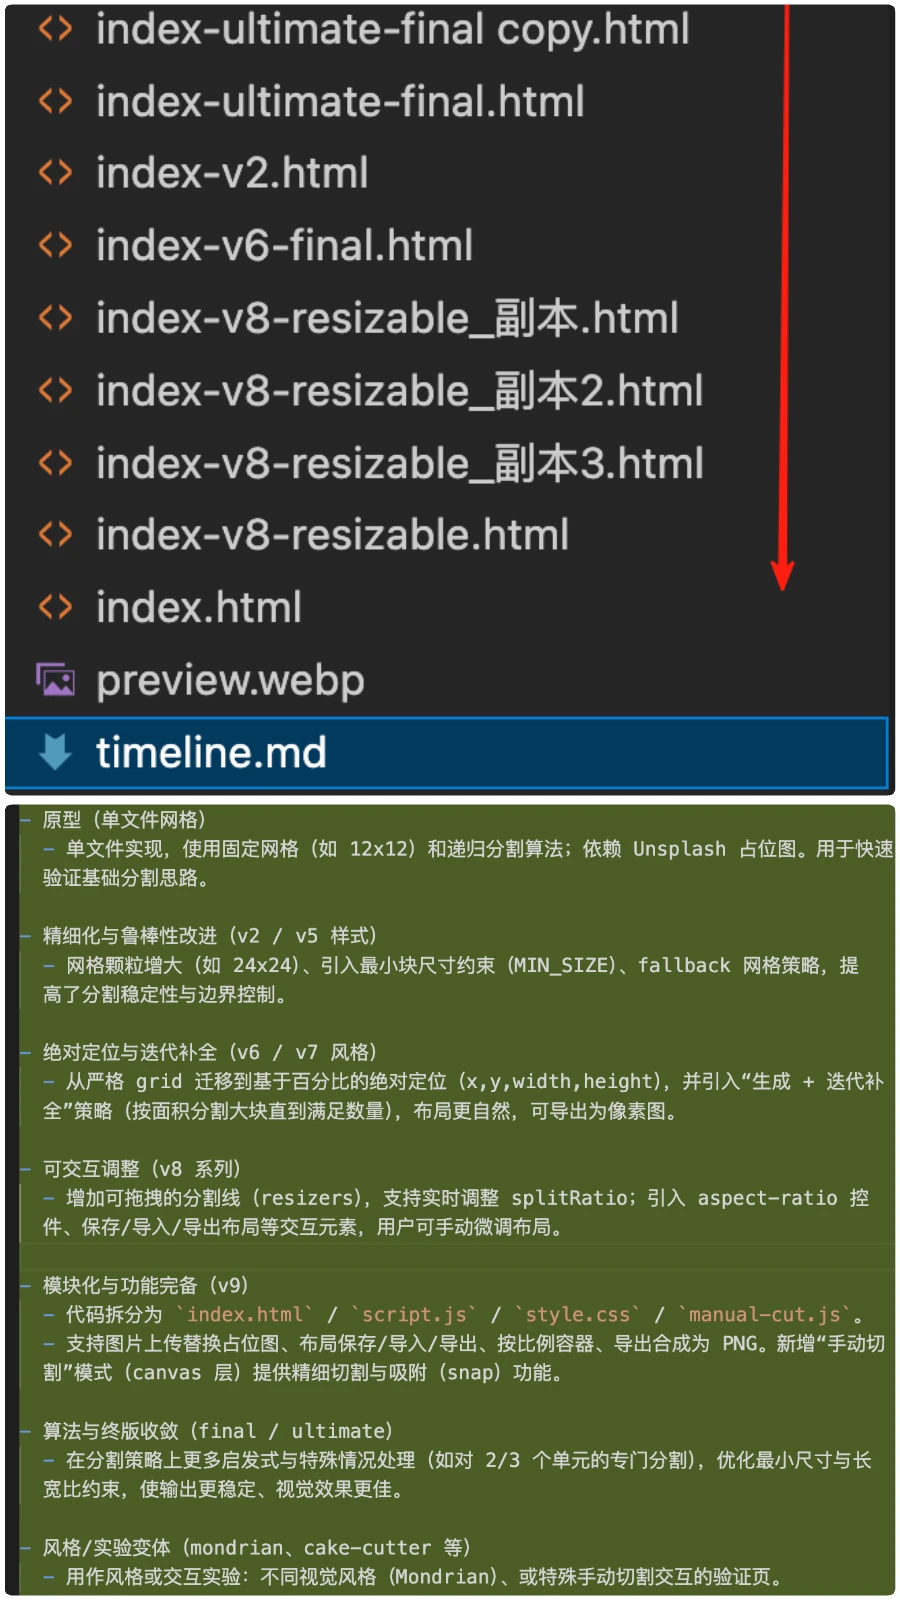 index-ultimate-final copy.html
index-ultimate-final.html
index-v2.html
index-v6-final.html
index-v8-resizable_副本.html
index-v8-resizable_副本2.html
index-v8-resizable_副本3.html
index-v8-resizable.html
index.html
preview.webp
timeline.md
- 原型（单文件网格）
- 单文件实现，使用固定网格（如 12x12）和递归分割算法；依赖 Unsplash 占位图。用于快速
验证基础分割思路。
- 精细化与鲁棒性改进（v2 / v5 样式）
- 网格颗粒增大（如 24x24）、引入最小块尺寸约束（MIN_SIZE）、fallback 网格策略，提
高了分割稳定性与边界控制。
- 绝对定位与迭代补全（v6 / v7 风格）
- 从严格 grid 迁移到基于百分比的绝对定位（x,y,width,height），并引入“生成 + 迭代补
全”策略（按面积分割大块直到满足数量），布局更自然，可导出为像素图。
- 可交互调整（v8 系列）
- 增加可拖拽的分割线（resizers），支持实时调整 splitRatio；引入 aspect-ratio 控
件、保存/导入/导出布局等交互元素，用户可手动微调布局。
- 模块化与功能完备（v9）
- 代码拆分为 `index.html` / `script.js` / `style.css` / `manual-cut.js`。
- 支持图片上传替换占位图、布局保存/导入/导出、按比例容器、导出合成为 PNG。新增“手动切
割”模式（canvas 层）提供精细切割与吸附（snap）功能。
- 算法与终版收敛（final / ultimate）
- 在分割策略上更多启发式与特殊情况处理（如对 2/3 个单元的专门分割），优化最小尺寸与长
宽比约束，使输出更稳定、视觉效果更佳。
- 风格/实验变体（mondrian、cake-cutter 等）
- 用作风格或交互实验：不同视觉风格（Mondrian）、或特殊手动切割交互的验证页。